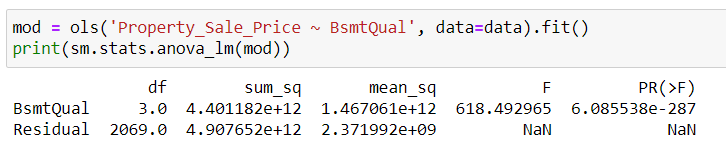 mod = ols('Property_Sale_Price ~ BsmtQual', data=data).fit()
print(sm.stats.anova_lm(mod))
df sum_sq mean_sq F PR(>F)
BsmtQual 3.0 4.401182e+12 1.467061e+12 618.492965 6.085538e-287
Residual 2069.0 4.907652e+12 2.371992e+09 NaN NaN